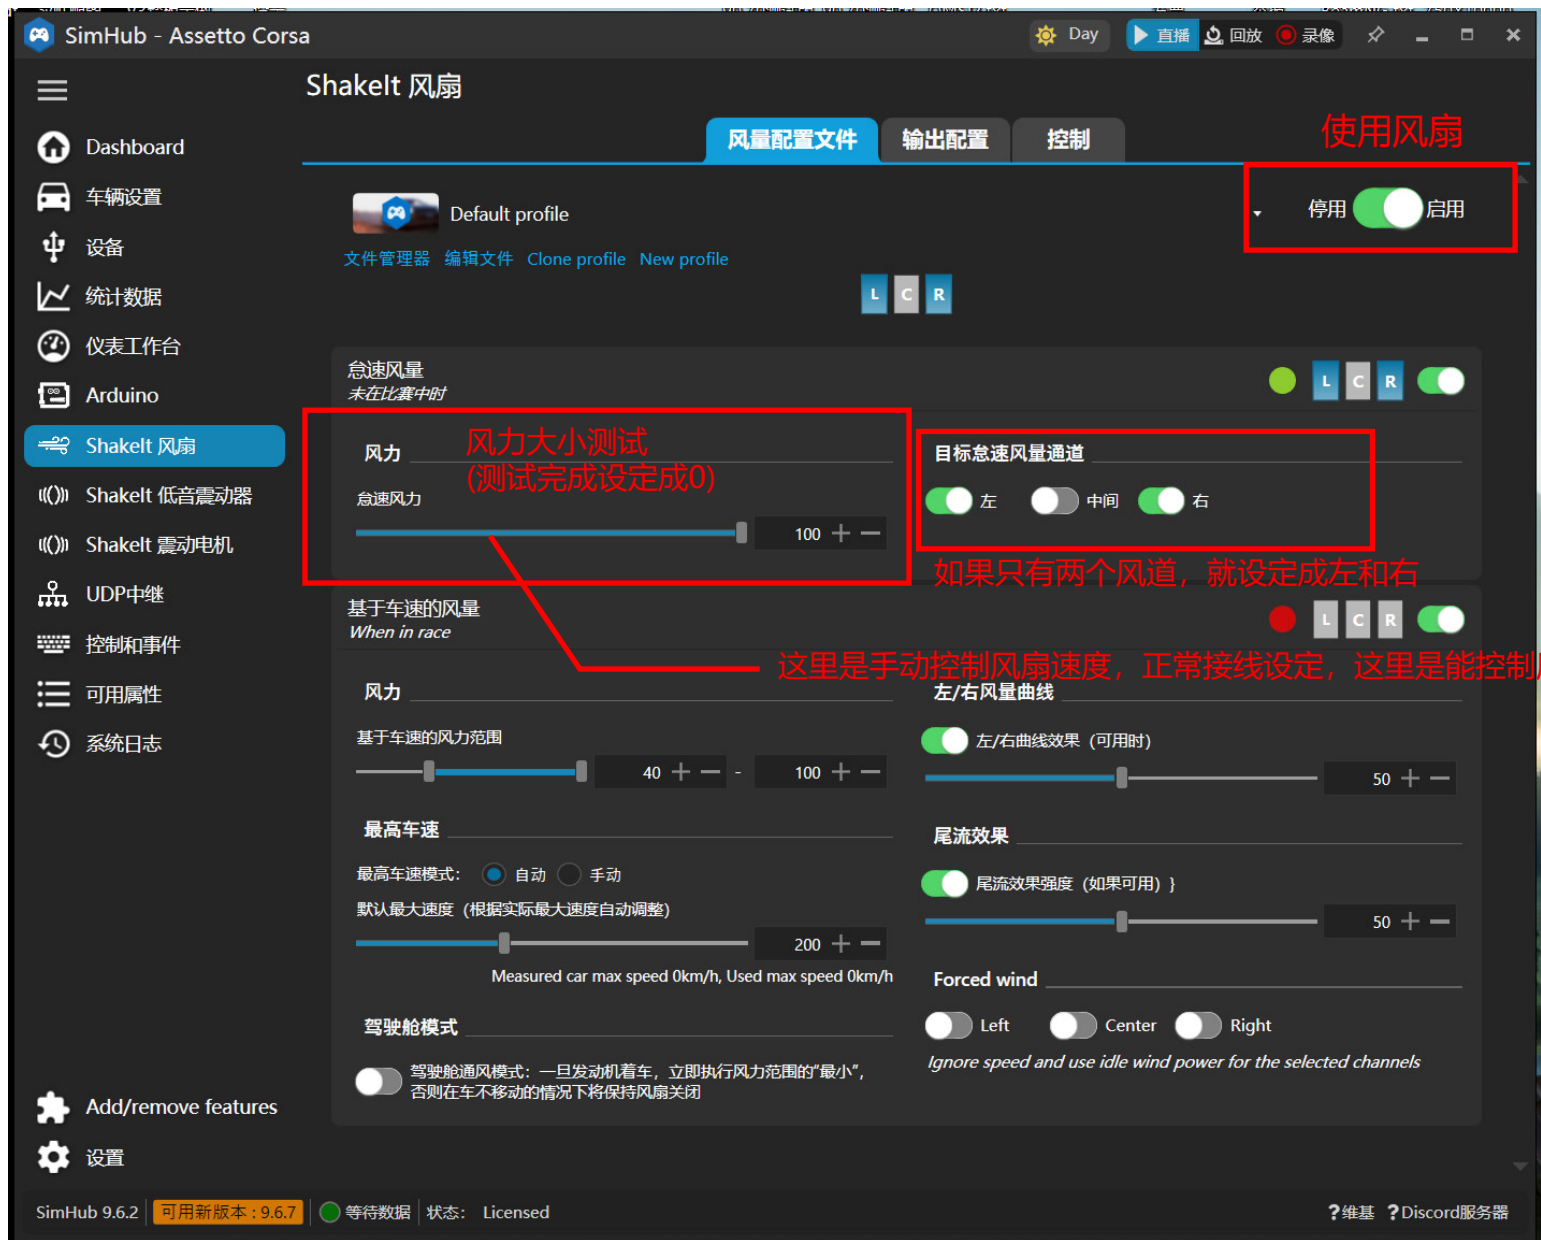 SimHub - Assetto Corsa
Day
直播
回放
录像
ShakeIt 风扇
Dashboard
车辆设置
设备
统计数据
仪表工作台
Arduino
ShakeIt 风扇
ShakeIt 低音震动器
ShakeIt 震动电机
UDP中继
控制和事件
可用属性
系统日志
Add/remove features
设置
风量配置文件
输出配置
控制
使用风扇
Default profile
停用
启用
文件管理器 编辑文件 Clone profile New profile
L C R
怠速风量
未在比赛中时
L C R
风力
风力大小测试
(测试完成设定成0)
怠速风力
100
目标怠速风量通道
左 中间 右
如果只有两个风道，就设定成左和右
基于车速的风量
When in race
L C R
这里是手动控制风扇速度，正常接线设定，这里是能控制
风力
基于车速的风力范围
40 - 100
最高车速
最高车速模式： 自动 手动
默认最大速度（根据实际最大速度自动调整）
200
Measured car max speed 0km/h, Used max speed 0km/h
驾驶舱模式
驾驶舱通风模式：一旦发动机着车，立即执行风力范围的“最小”，
否则在车不移动的情况下将保持风扇关闭
左/右风量曲线
左/右曲线效果（可用时）
50
尾流效果
尾流效果强度（如果可用）}
50
Forced wind
Left Center Right
Ignore speed and use idle wind power for the selected channels
SimHub 9.6.2
可用新版本 : 9.6.7
等待数据
状态： Licensed
?维基 ?Discord服务器